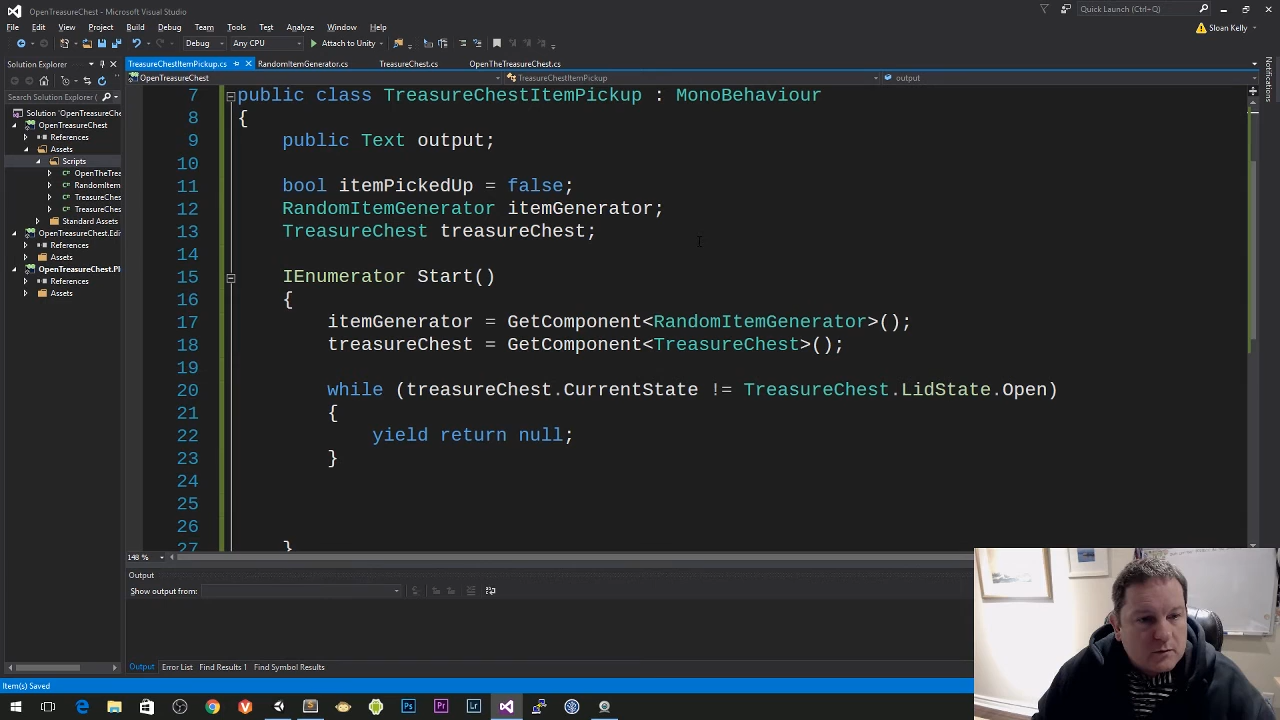 OpenTreasureChest - Microsoft Visual Studio
Quick Launch (Ctrl+Q)
File Edit View Project Build Debug Team Tools Test Analyze Window Help
Sloan Kelly
Debug Any CPU Attach to Unity
Solution Explorer
TreasureChestItemPickup.cs RandomItemGenerator.cs TreasureChest.cs OpenTheTreasureChest.cs
OpenTreasureChest TreasureChestItemPickup output
Search Solution Explorer
Solution 'OpenTreasureChe
OpenTreasureChest
References
Assets
Scripts
OpenTheTrea
RandomItem
TreasureChes
TreasureChes
Standard Assets
OpenTreasureChest.Edi
References
Assets
OpenTreasureChest.Pl
References
Assets
7 public class TreasureChestItemPickup : MonoBehaviour
8 {
9 public Text output;
10
11 bool itemPickedUp = false;
12 RandomItemGenerator itemGenerator;
13 TreasureChest treasureChest;
14
15 IEnumerator Start()
16 {
17 itemGenerator = GetComponent<RandomItemGenerator>();
18 treasureChest = GetComponent<TreasureChest>();
19
20 while (treasureChest.CurrentState != TreasureChest.LidState.Open)
21 {
22 yield return null;
23 }
24
25
26
27 }
148 %
Output
Show output from:
Output Error List Find Results 1 Find Symbol Results
Item(s) Saved
Notifications